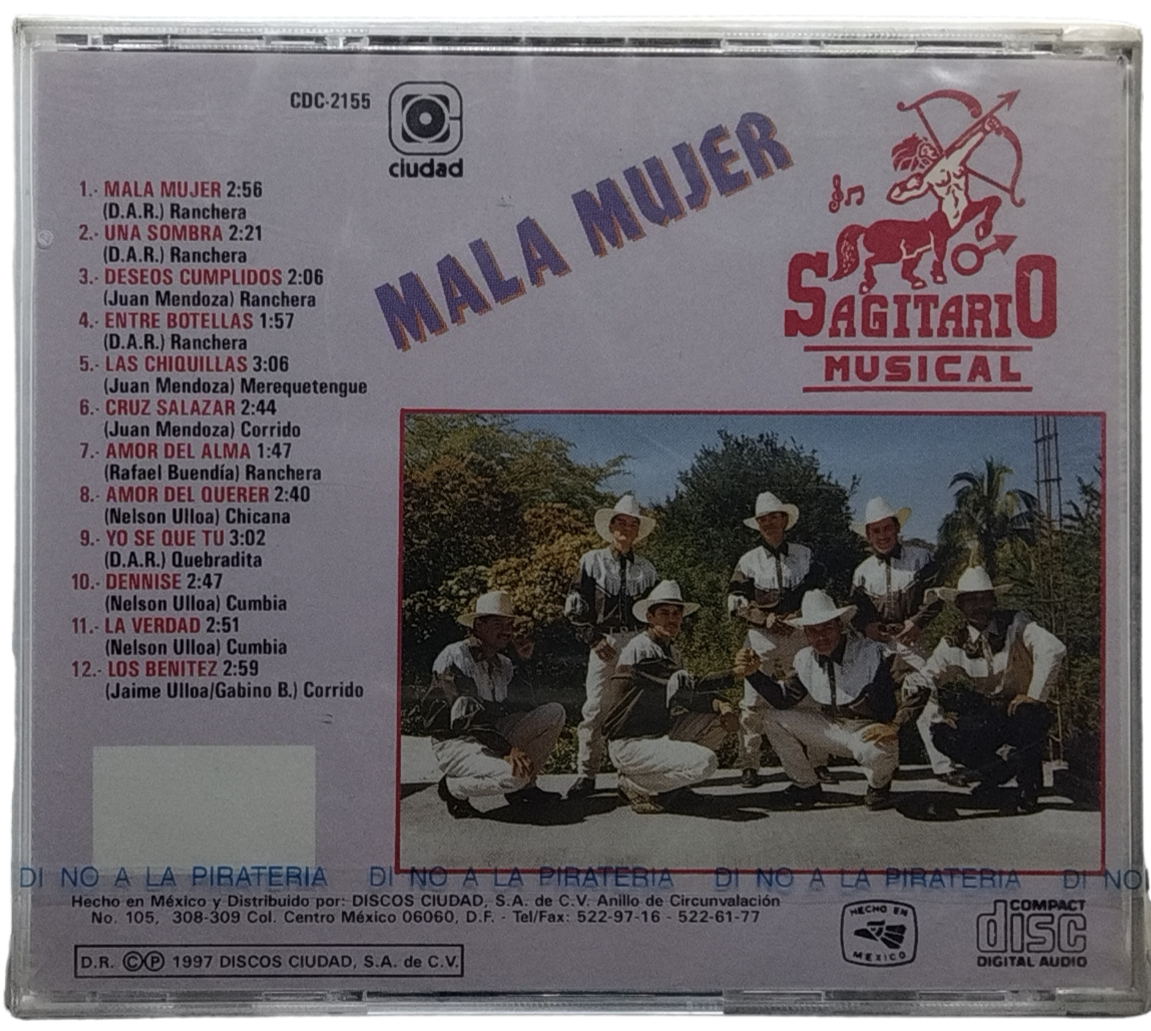 CDC-2155
ciudad
MALA MUJER
SAGITARIO
MUSICAL
1.- MALA MUJER 2:56
(D.A.R.) Ranchera
2.- UNA SOMBRA 2:21
(D.A.R.) Ranchera
3.- DESEOS CUMPLIDOS 2:06
(Juan Mendoza) Ranchera
4.- ENTRE BOTELLAS 1:57
(D.A.R.) Ranchera
5.- LAS CHIQUILLAS 3:06
(Juan Mendoza) Merequetengue
6.- CRUZ SALAZAR 2:44
(Juan Mendoza) Corrido
7.- AMOR DEL ALMA 1:47
(Rafael Buendía) Ranchera
8.- AMOR DEL QUERER 2:40
(Nelson Ulloa) Chicana
9.- YO SE QUE TU 3:02
(D.A.R.) Quebradita
10.- DENNISE 2:47
(Nelson Ulloa) Cumbia
11.- LA VERDAD 2:51
(Nelson Ulloa) Cumbia
12.- LOS BENITEZ 2:59
(Jaime Ulloa/Gabino B.) Corrido
DI NO A LA PIRATERIA DI NO A LA PIRATERIA DI NO A LA PIRATERIA DI NO
Hecho en México y Distribuido por: DISCOS CIUDAD, S.A. de C.V. Anillo de Circunvalación
No. 105, 308-309 Col. Centro México 06060, D.F. - Tel/Fax: 522-97-16 - 522-61-77
D.R. ©℗ 1997 DISCOS CIUDAD, S.A. de C.V.
HECHO EN
MEXICO
COMPACT
disc
DIGITAL AUDIO